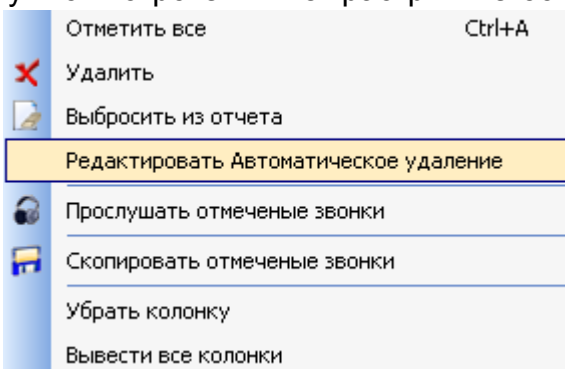 Отметить все Ctrl+A
Удалить
Выбросить из отчета
Редактировать Автоматическое удаление
Прослушать отмеченые звонки
Скопировать отмеченые звонки
Убрать колонку
Вывести все колонки